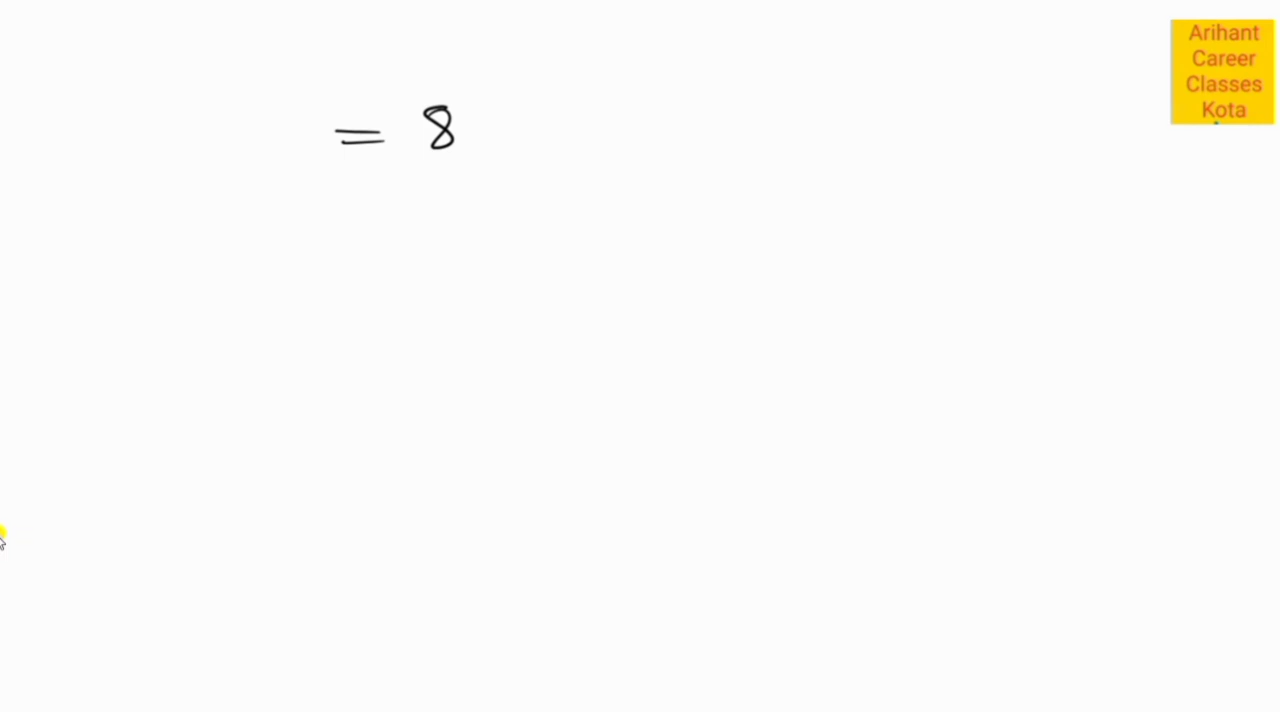 = 8
Arihant
Career
Classes
Kota